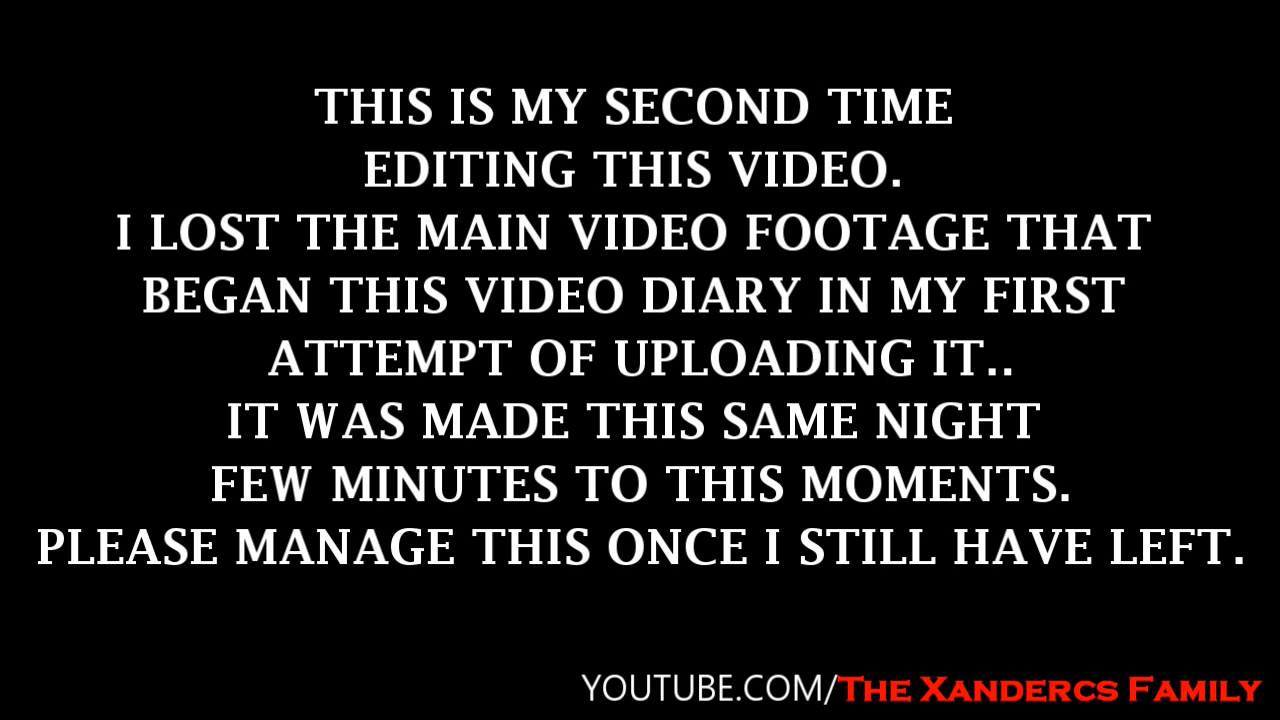 THIS IS MY SECOND TIME
EDITING THIS VIDEO.
I LOST THE MAIN VIDEO FOOTAGE THAT
BEGAN THIS VIDEO DIARY IN MY FIRST
ATTEMPT OF UPLOADING IT..
IT WAS MADE THIS SAME NIGHT
FEW MINUTES TO THIS MOMENTS.
PLEASE MANAGE THIS ONCE I STILL HAVE LEFT.
YOUTUBE.COM/THE XANDERCS FAMILY